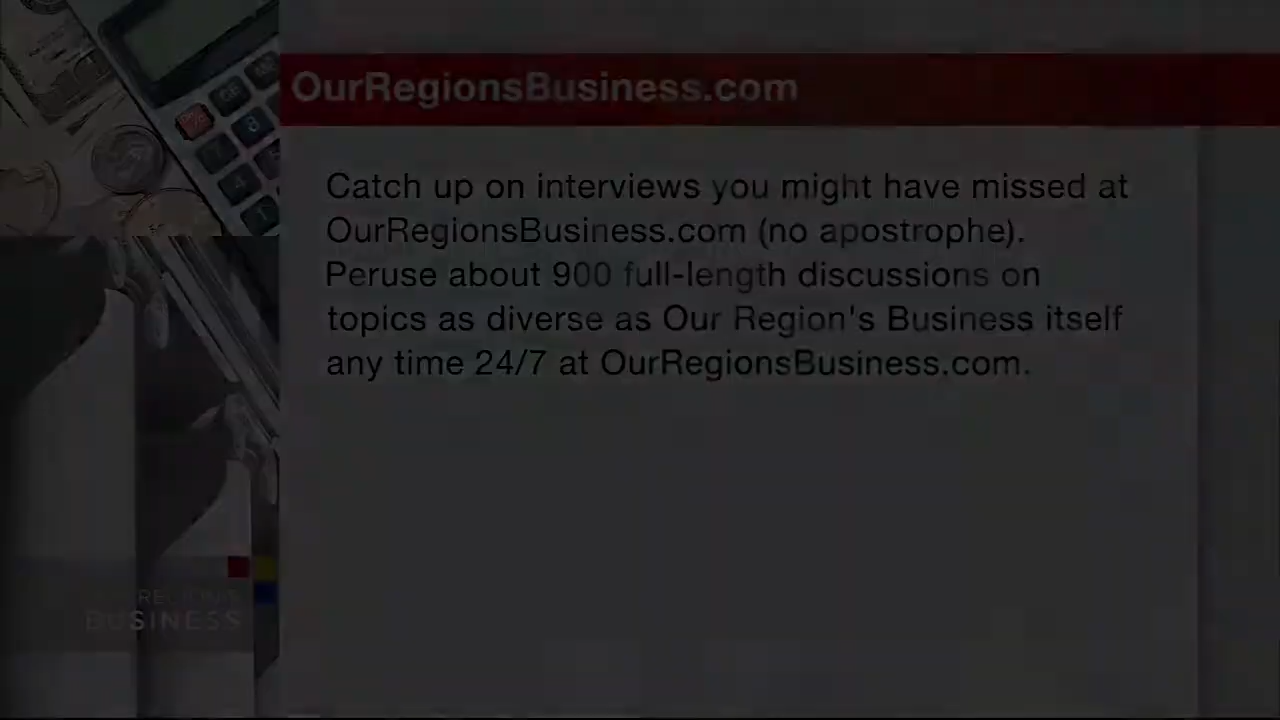 OurRegionsBusiness.com
Catch up on interviews you might have missed at
OurRegionsBusiness.com (no apostrophe).
Peruse about 900 full-length discussions on
topics as diverse as Our Region's Business itself
any time 24/7 at OurRegionsBusiness.com.
REGION'S
BUSINESS